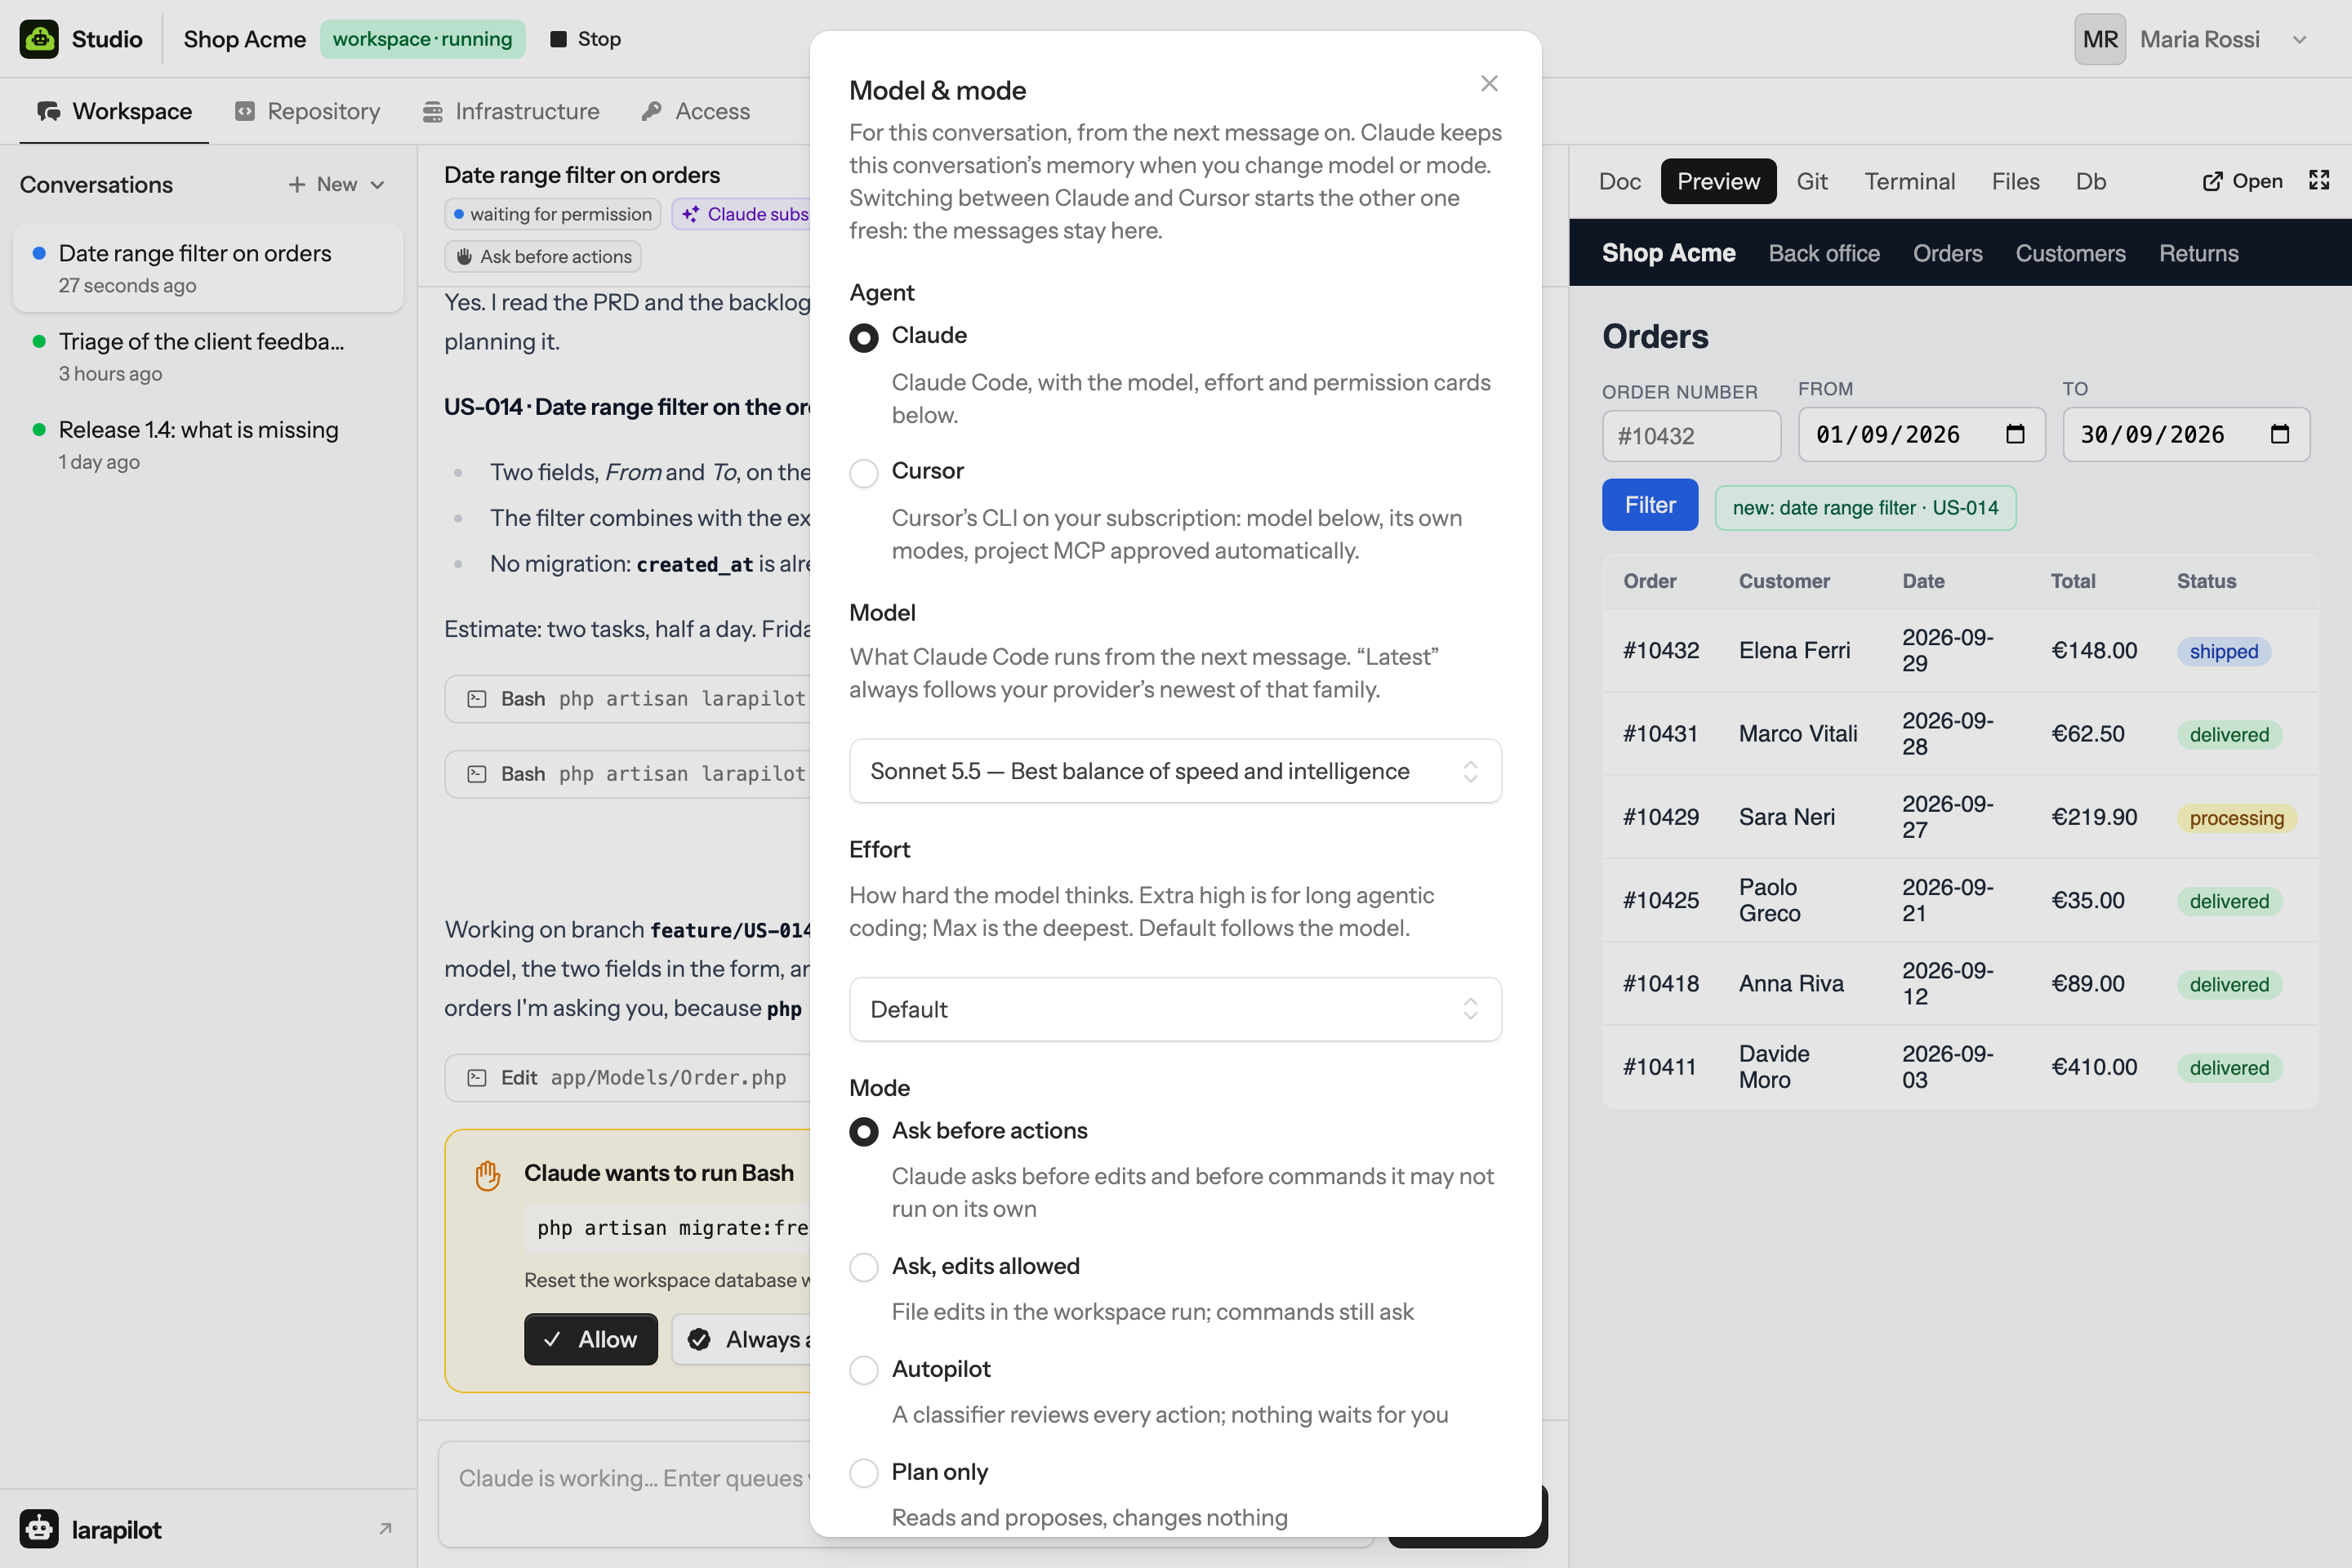 Studio
Shop Acme
workspace · running
Stop
MR
Maria Rossi
Workspace
Repository
Infrastructure
Access
Conversations
New
Date range filter on orders
27 seconds ago
Triage of the client feedba...
3 hours ago
Release 1.4: what is missing
1 day ago
larapilot
Date range filter on orders
waiting for permission
Claude subs
Ask before actions
Yes. I read the PRD and the backlog
planning it.
US-014 · Date range filter on the
Two fields, From and To, on the
The filter combines with the
No migration: created_at is
Estimate: two tasks, half a day.
Bash php artisan larapilot
Bash php artisan larapilot
Working on branch feature/US-014
model, the two fields in the form,
orders I'm asking you, because php
Edit app/Models/Order.php
Claude wants to run Bash
php artisan migrate:fre
Reset the workspace database
Allow
Always
Claude is working... Enter queues
Model & mode
For this conversation, from the next message on. Claude keeps
this conversation’s memory when you change model or mode.
Switching between Claude and Cursor starts the other one
fresh: the messages stay here.
Agent
Claude
Claude Code, with the model, effort and permission cards
below.
Cursor
Cursor’s CLI on your subscription: model below, its own
modes, project MCP approved automatically.
Model
What Claude Code runs from the next message. “Latest”
always follows your provider’s newest of that family.
Sonnet 5.5 — Best balance of speed and intelligence
Effort
How hard the model thinks. Extra high is for long agentic
coding; Max is the deepest. Default follows the model.
Default
Mode
Ask before actions
Claude asks before edits and before commands it may not
run on its own
Ask, edits allowed
File edits in the workspace run; commands still ask
Autopilot
A classifier reviews every action; nothing waits for you
Plan only
Reads and proposes, changes nothing
Doc
Preview
Git
Terminal
Files
Db
Open
Shop Acme
Back office
Orders
Customers
Returns
Orders
ORDER NUMBER
FROM
TO
#10432
01/09/2026
30/09/2026
Filter
new: date range filter · US-014
Order Customer Date Total Status
#10432 Elena Ferri 2026-09-29 €148.00 shipped
#10431 Marco Vitali 2026-09-28 €62.50 delivered
#10429 Sara Neri 2026-09-27 €219.90 processing
#10425 Paolo Greco 2026-09-21 €35.00 delivered
#10418 Anna Riva 2026-09-12 €89.00 delivered
#10411 Davide Moro 2026-09-03 €410.00 delivered